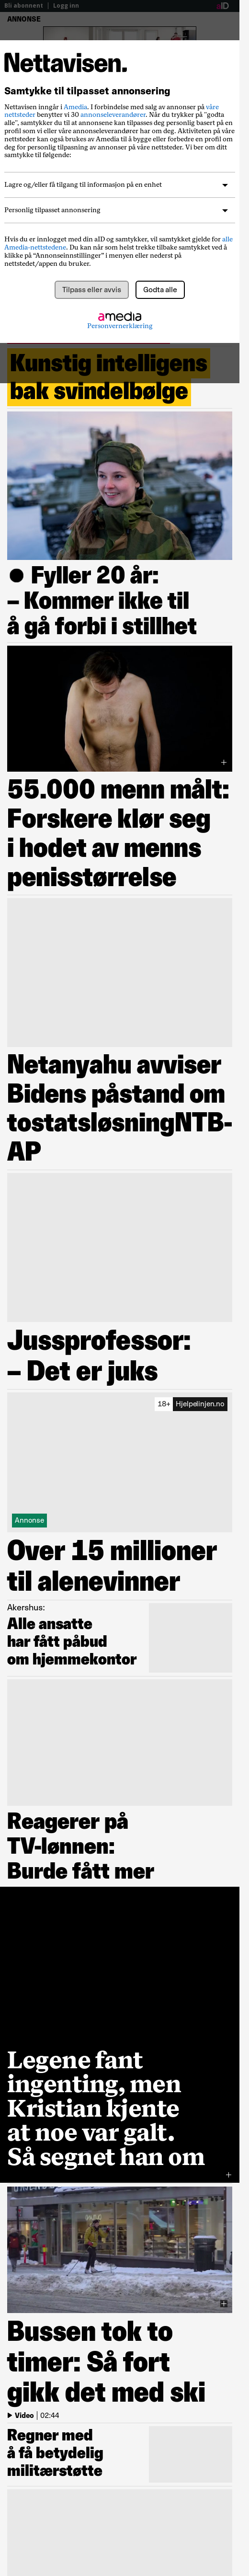 Bli abonnent | Logg inn
aID
ANNONSE
Nettavisen.
Samtykke til tilpasset annonsering
Nettavisen inngår i Amedia. I forbindelse med salg av annonser på våre
nettsteder benytter vi 30 annonseleverandører. Når du trykker på "godta
alle", samtykker du til at annonser kan tilpasses deg personlig basert på en
profil som vi eller våre annonseleverandører har om deg. Aktiviteten på våre
nettsteder kan også brukes av Amedia til å bygge eller forbedre en profil om
deg for personlig tilpasning av annonser på våre nettsteder. Vi ber om ditt
samtykke til følgende:
Lagre og/eller få tilgang til informasjon på en enhet
Personlig tilpasset annonsering
Hvis du er innlogget med din aID og samtykker, vil samtykket gjelde for alle
Amedia-nettstedene. Du kan når som helst trekke tilbake samtykket ved å
klikke på “Annonseinnstillinger” i menyen eller nederst på
nettstedet/appen du bruker.
Tilpass eller avvis
Godta alle
amedia
Personvernerklæring
Kunstig intelligens
bak svindelbølge
● Fyller 20 år:
– Kommer ikke til
å gå forbi i stillhet
55.000 menn målt:
Forskere klør seg
i hodet av menns
penisstørrelse
Netanyahu avviser
Bidens påstand om
tostatsløsningNTB-
AP
Jussprofessor:
– Det er juks
18+ Hjelpelinjen.no
Annonse
Over 15 millioner
til alenevinner
Akershus:
Alle ansatte
har fått påbud
om hjemmekontor
Reagerer på
TV-lønnen:
Burde fått mer
Legene fant
ingenting, men
Kristian kjente
at noe var galt.
Så segnet han om
Bussen tok to
timer: Så fort
gikk det med ski
Video | 02:44
Regner med
å få betydelig
militærstøtte